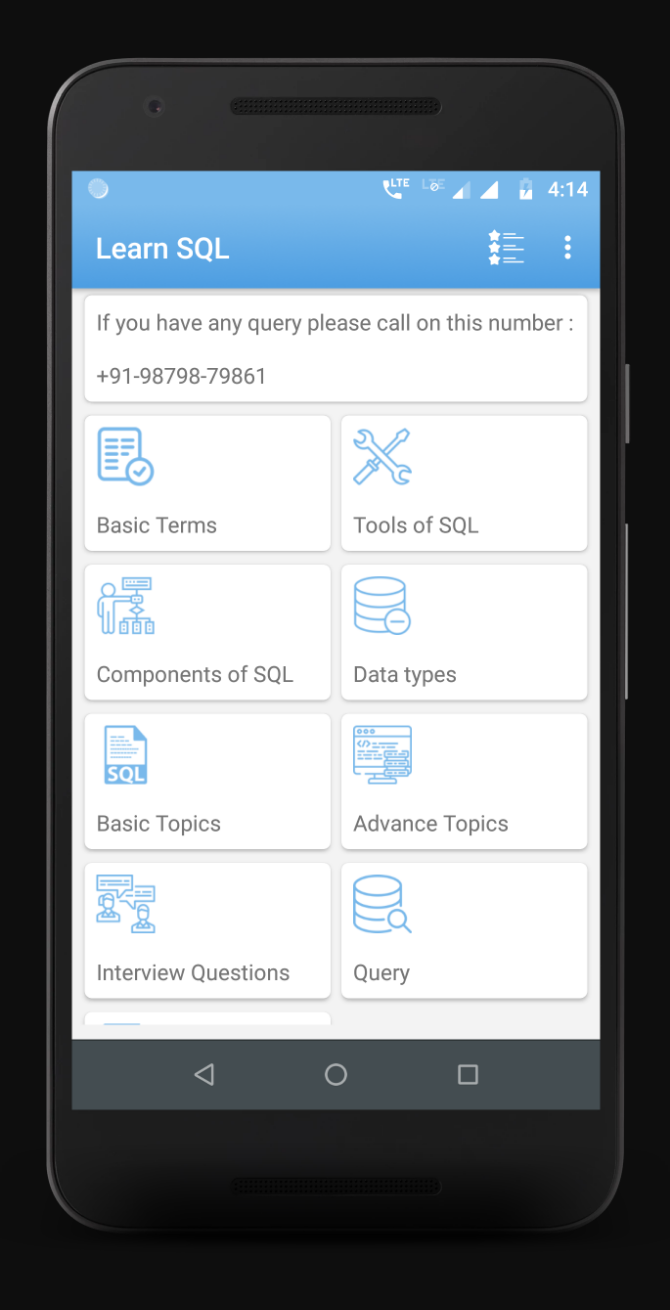 LTE LTE 4:14
Learn SQL
If you have any query please call on this number :
+91-98798-79861
Basic Terms
Tools of SQL
Components of SQL
Data types
SQL
Basic Topics
Advance Topics
Interview Questions
Query